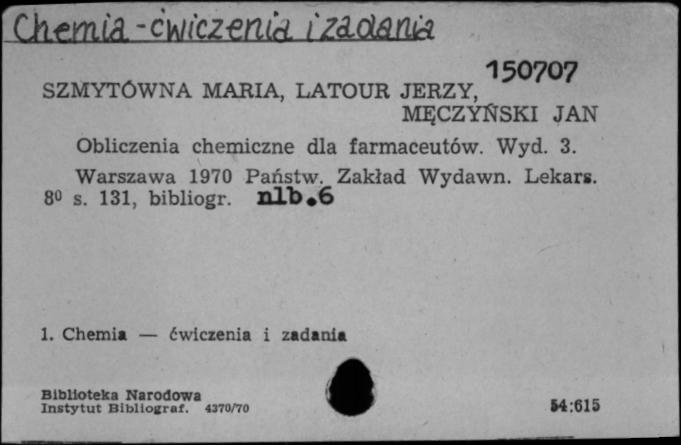 Chemia - ćwiczenia i zadania
150707
SZMYTÓWNA MARIA, LATOUR JERZY,
MĘCZYŃSKI JAN
Obliczenia chemiczne dla farmaceutów. Wyd. 3.
Warszawa 1970 Państw. Zakład Wydawn. Lekars.
8⁰ s. 131, bibliogr. nlb.6
1. Chemia — ćwiczenia i zadania
Biblioteka Narodowa
Instytut Bibliograf. 4370/70
54:615